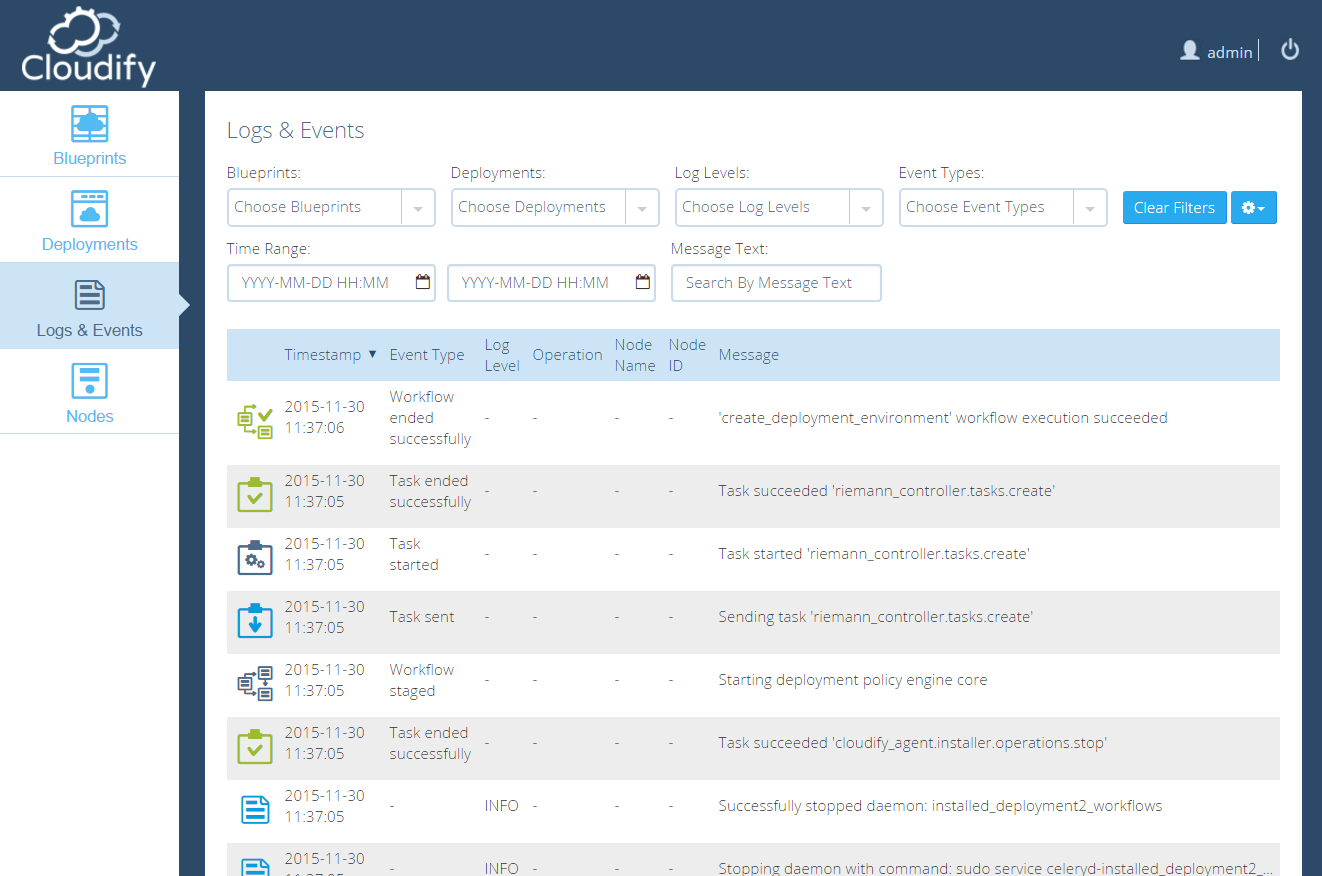 Cloudify
admin
Blueprints
Deployments
Logs & Events
Nodes
Logs & Events
Blueprints: Deployments: Log Levels: Event Types:
Choose Blueprints Choose Deployments Choose Log Levels Choose Event Types Clear Filters
Time Range: Message Text:
YYYY-MM-DD HH:MM YYYY-MM-DD HH:MM Search By Message Text
Timestamp ▼ Event Type Log Level Operation Node Name Node ID Message
2015-11-30 11:37:06 Workflow ended successfully - - - - 'create_deployment_environment' workflow execution succeeded
2015-11-30 11:37:05 Task ended successfully - - - - Task succeeded 'riemann_controller.tasks.create'
2015-11-30 11:37:05 Task started - - - - Task started 'riemann_controller.tasks.create'
2015-11-30 11:37:05 Task sent - - - - Sending task 'riemann_controller.tasks.create'
2015-11-30 11:37:05 Workflow staged - - - - Starting deployment policy engine core
2015-11-30 11:37:05 Task ended successfully - - - - Task succeeded 'cloudify_agent.installer.operations.stop'
2015-11-30 11:37:05 - INFO - - - Successfully stopped daemon: installed_deployment2_workflows
2015-11-30 - INFO - - - Stopping daemon with command: sudo service celeryd-installed_deployment2_...